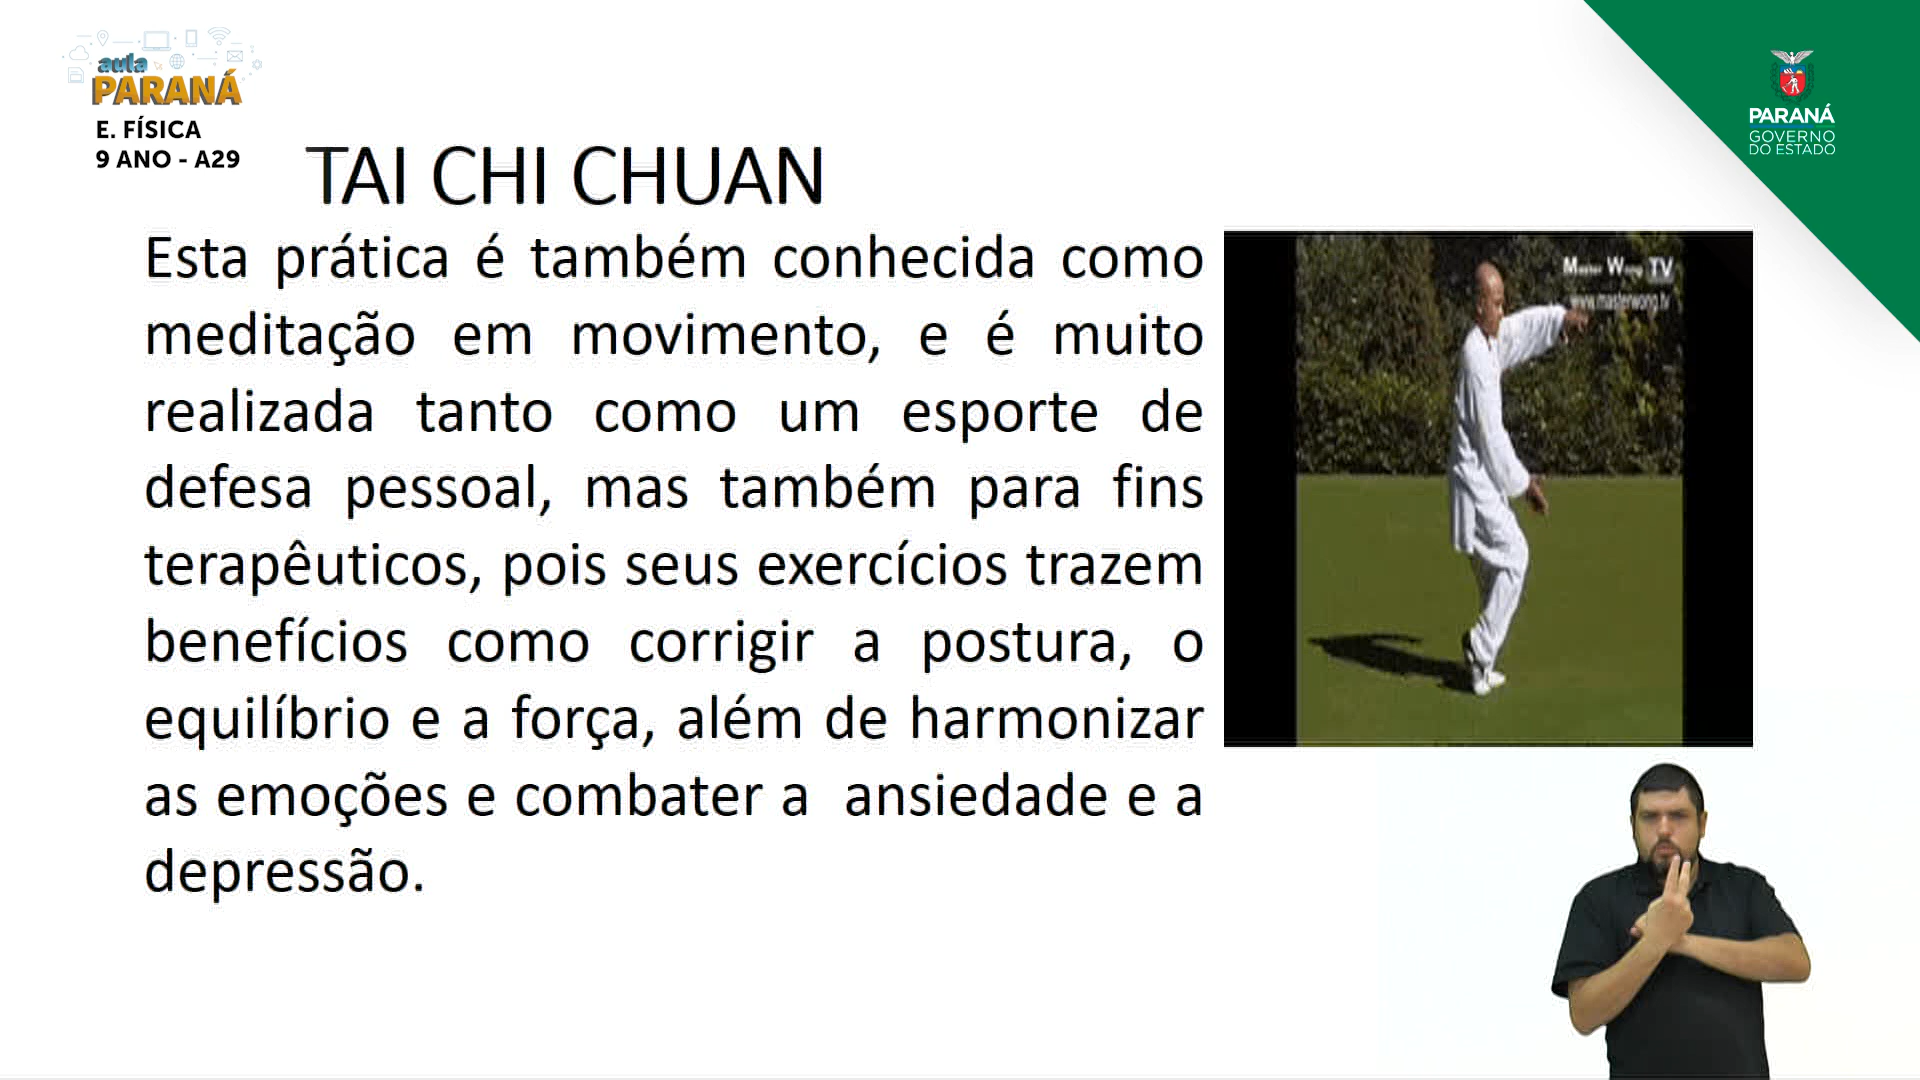 aula
PARANÁ
E. FÍSICA
9 ANO - A29
PARANÁ
GOVERNO
DO ESTADO
TAI CHI CHUAN
Esta prática é também conhecida como
meditação em movimento, e é muito
realizada tanto como um esporte de
defesa pessoal, mas também para fins
terapêuticos, pois seus exercícios trazem
benefícios como corrigir a postura, o
equilíbrio e a força, além de harmonizar
as emoções e combater a ansiedade e a
depressão.
Master Wong TV
www.masterwong.tv